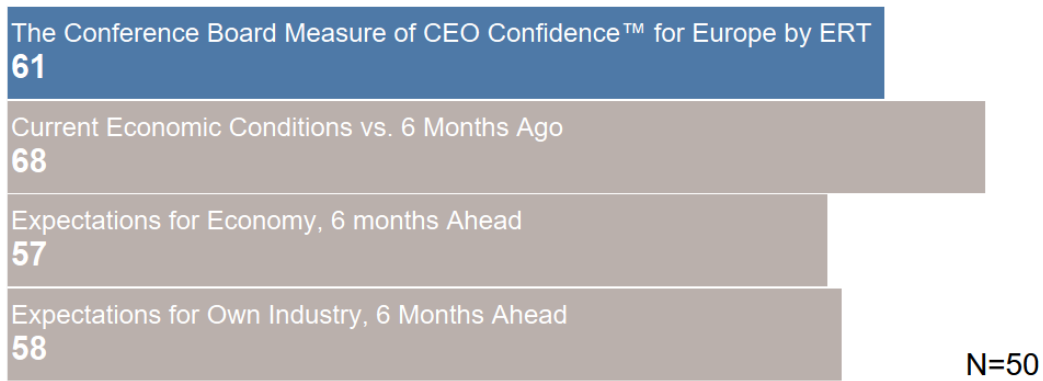 The Conference Board Measure of CEO Confidence™ for Europe by ERT
61
Current Economic Conditions vs. 6 Months Ago
68
Expectations for Economy, 6 months Ahead
57
Expectations for Own Industry, 6 Months Ahead
58
N=50